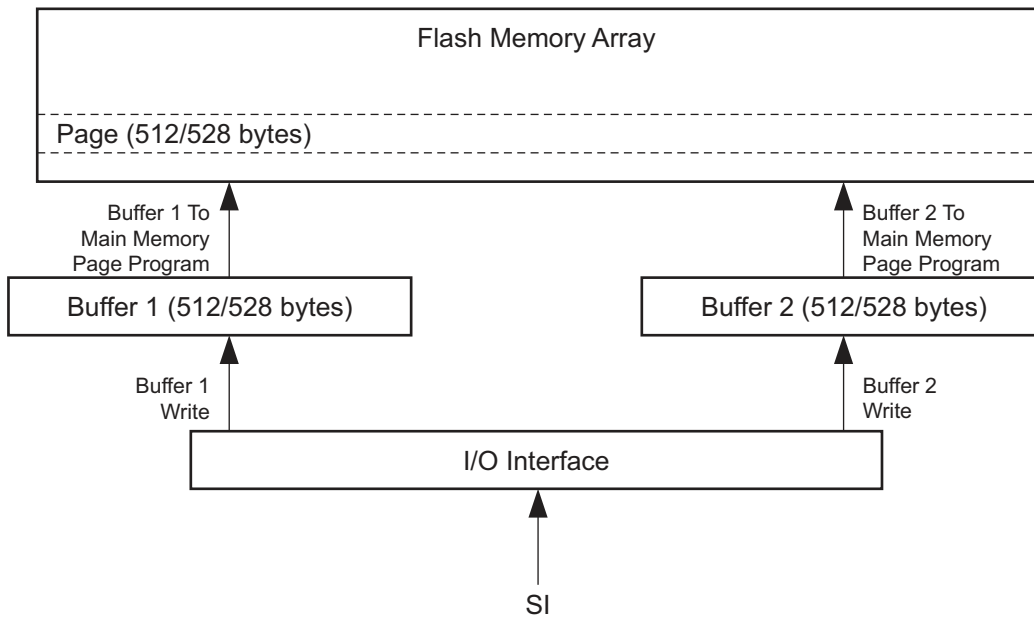 Flash Memory Array
Page (512/528 bytes)
Buffer 1 To
Main Memory
Page Program
Buffer 2 To
Main Memory
Page Program
Buffer 1 (512/528 bytes)
Buffer 2 (512/528 bytes)
Buffer 1
Write
Buffer 2
Write
I/O Interface
SI